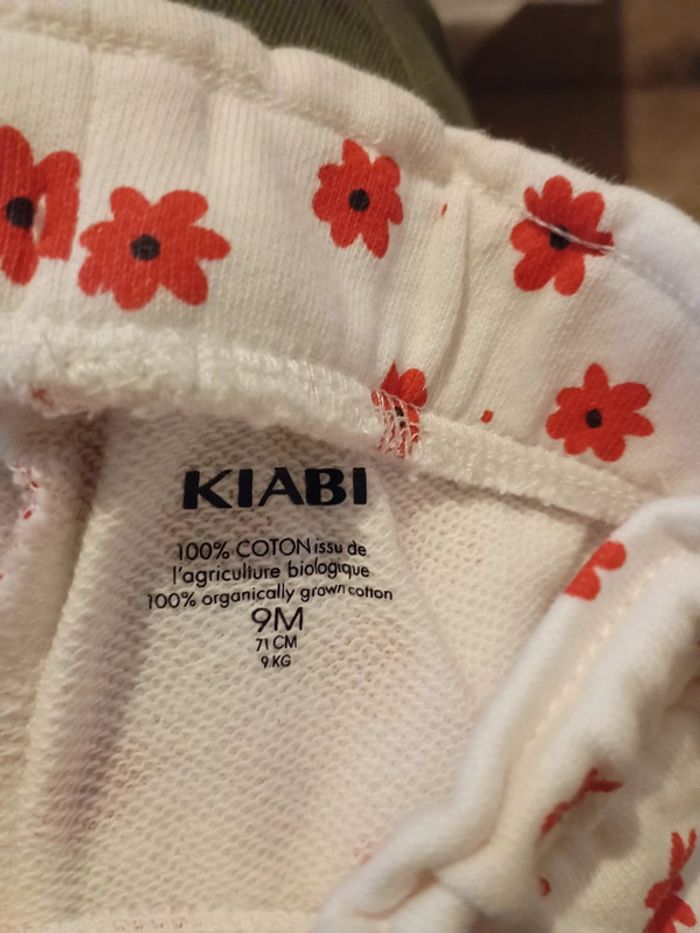 KIABI
100% COTON issu de
l'agriculture biologique
100% organically grown cotton
9M
71 CM
9 KG